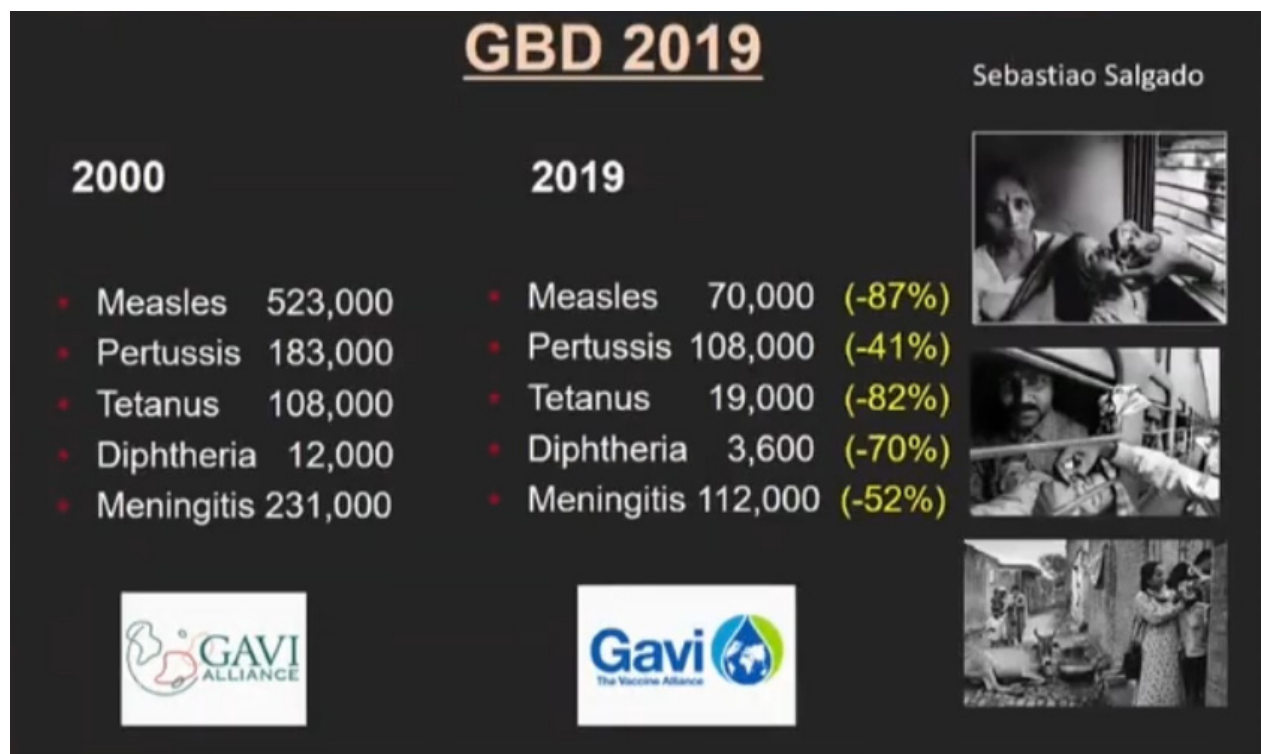 GBD 2019
Sebastiao Salgado
2000
Measles 523,000
Pertussis 183,000
Tetanus 108,000
Diphtheria 12,000
Meningitis 231,000
2019
Measles 70,000 (-87%)
Pertussis 108,000 (-41%)
Tetanus 19,000 (-82%)
Diphtheria 3,600 (-70%)
Meningitis 112,000 (-52%)
GAVI
ALLIANCE
Gavi
The Vaccine Alliance